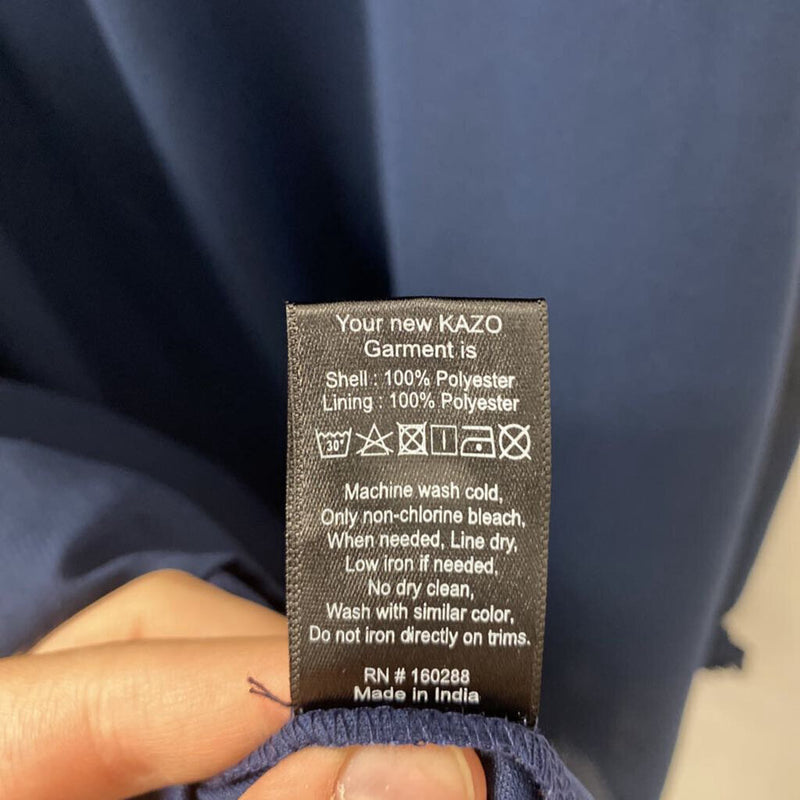 Your new KAZO
Garment is
Shell : 100% Polyester
Lining : 100% Polyester
30°
Machine wash cold,
Only non-chlorine bleach,
When needed, Line dry,
Low iron if needed,
No dry clean,
Wash with similar color,
Do not iron directly on trims.
RN # 160288
Made in India